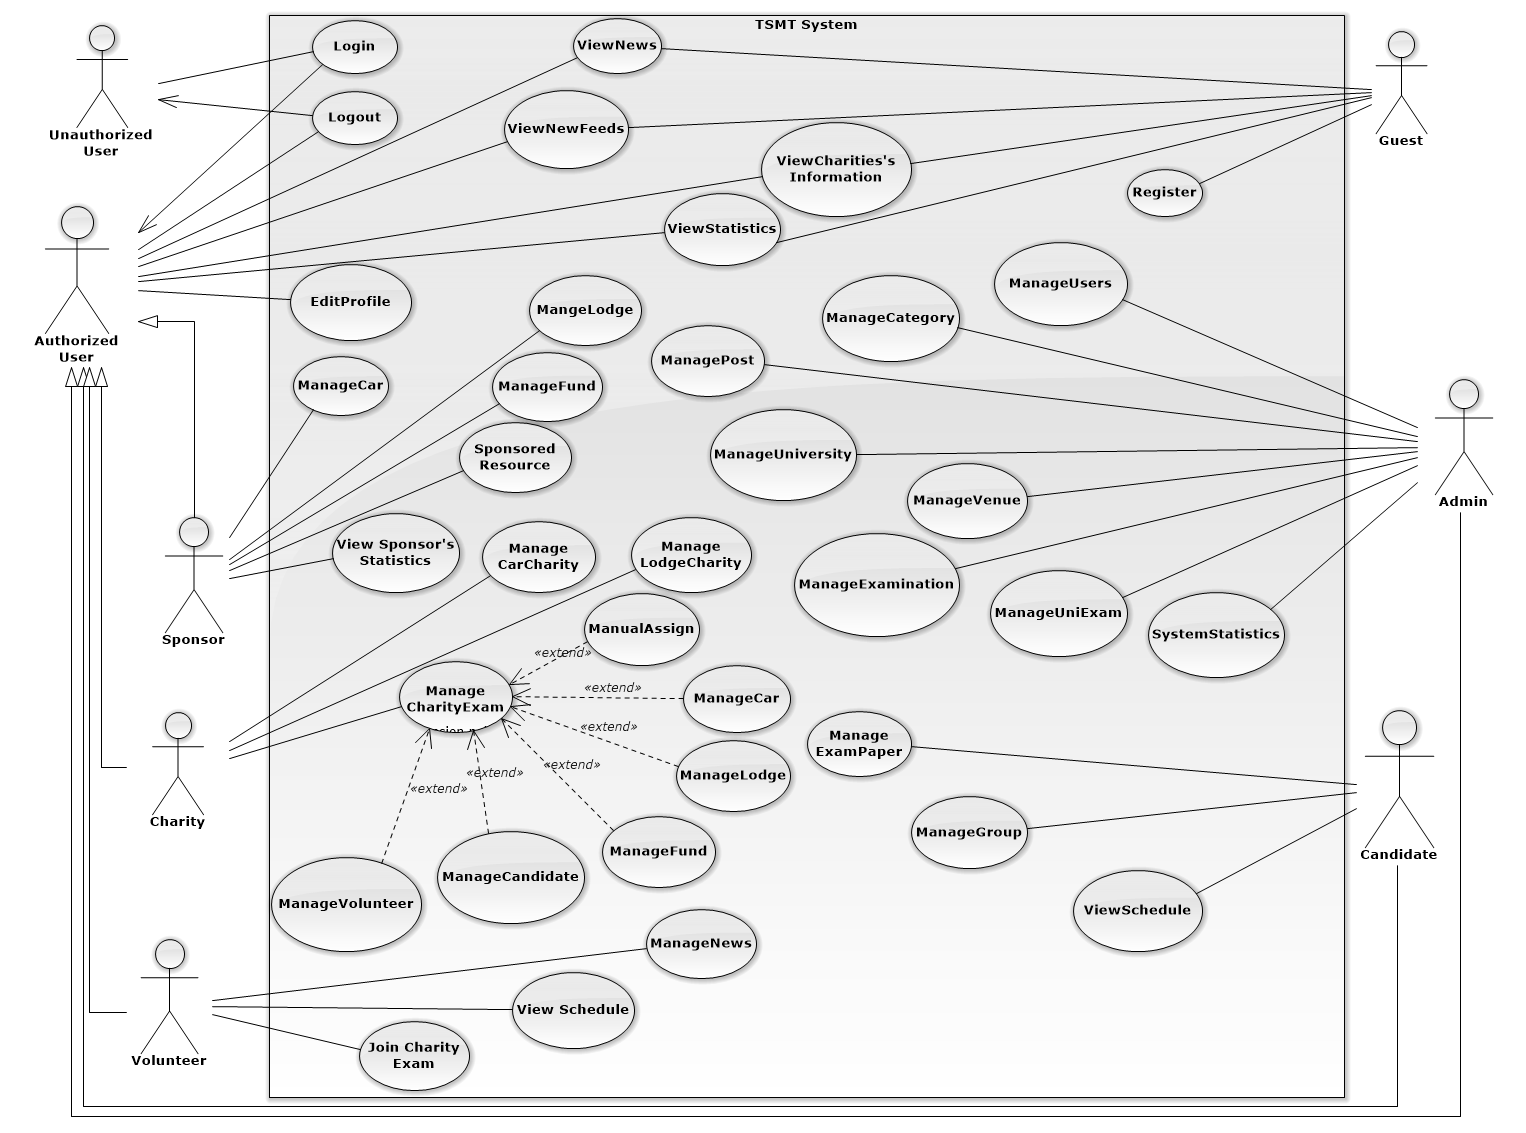 TSMT System
Login
ViewNews
Logout
ViewNewFeeds
Unauthorized
User
Guest
ViewCharities's
Information
Register
ViewStatistics
ManageUsers
EditProfile
MangeLodge
ManageCategory
Authorized
User
ManagePost
ManageCar
ManageFund
Sponsored
Resource
ManageUniversity
ManageVenue
Admin
View Sponsor's
Statistics
Manage
CarCharity
Manage
LodgeCharity
ManageExamination
ManageUniExam
SystemStatistics
Sponsor
ManualAssign
«extend»
Manage
CharityExam
«extend»
ManageCar
«extend»
Manage
ExamPaper
«extend»
ManageLodge
«extend»
«extend»
Charity
ManageGroup
ManageFund
Candidate
ManageCandidate
ManageVolunteer
ViewSchedule
ManageNews
View Schedule
Join Charity
Exam
Volunteer